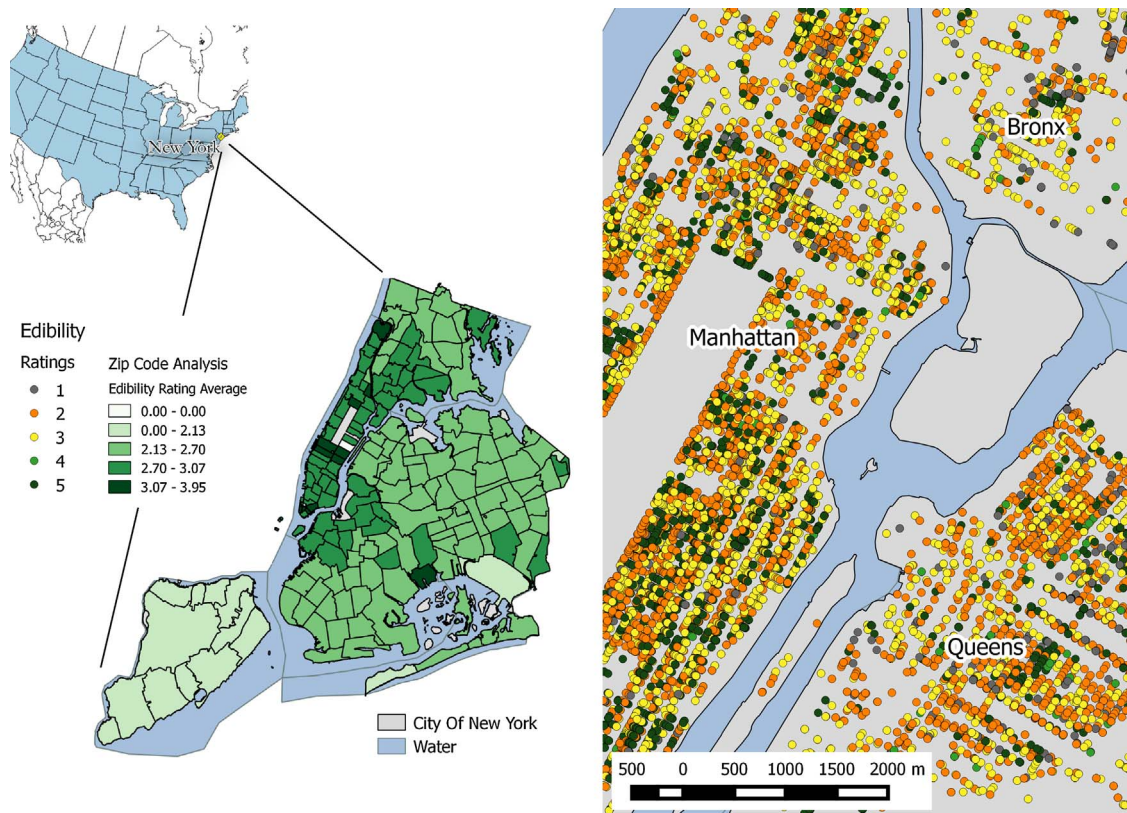 New York
Edibility
Ratings
1
2
3
4
5
Zip Code Analysis
Edibility Rating Average
0.00 - 0.00
0.00 - 2.13
2.13 - 2.70
2.70 - 3.07
3.07 - 3.95
City Of New York
Water
Bronx
Manhattan
Queens
500 0 500 1000 1500 2000 m